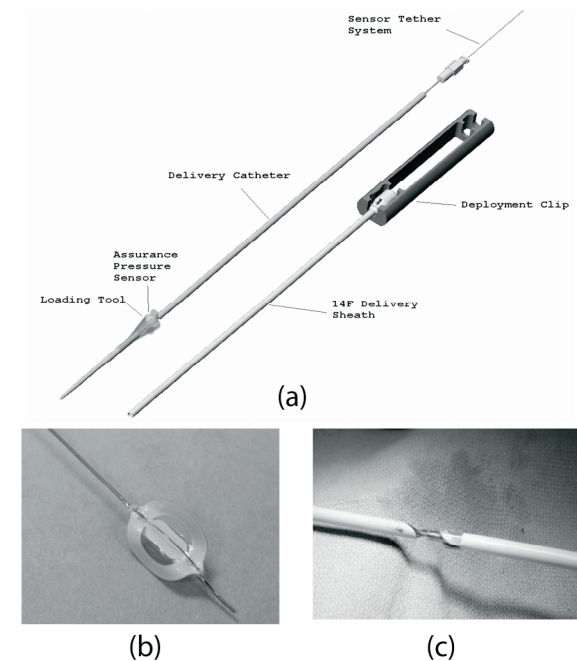 Sensor Tether
System
Delivery Catheter
Deployment Clip
Assurance
Pressure
Sensor
Loading Tool
14F Delivery
Sheath
(a)
(b)
(c)